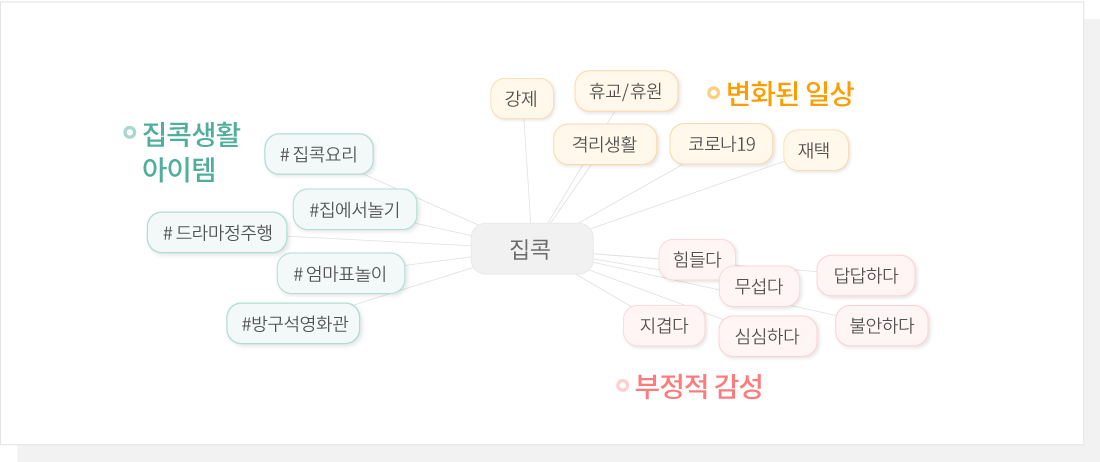 집콕생활
아이템
# 집콕요리
#집에서놀기
# 드라마정주행
# 엄마표놀이
#방구석영화관
집콕
변화된 일상
강제
휴교/휴원
격리생활
코로나19
재택
힘들다
무섭다
답답하다
지겹다
심심하다
불안하다
부정적 감성